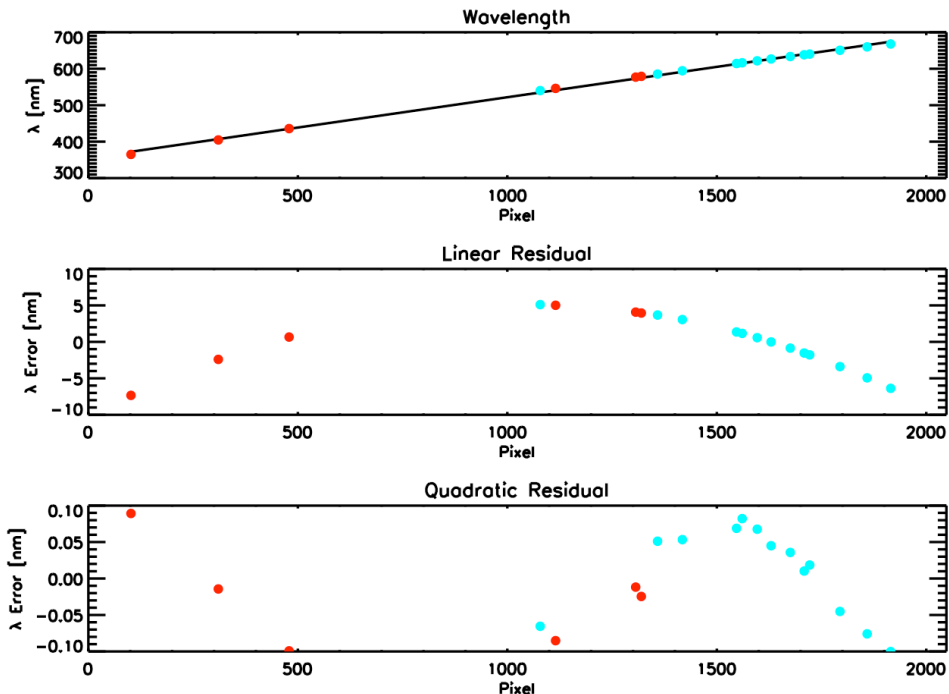 Wavelength
λ [nm]
700
600
500
400
300
0 500 1000 1500 2000
Pixel
Linear Residual
λ Error [nm]
10
5
0
−5
−10
0 500 1000 1500 2000
Pixel
Quadratic Residual
λ Error [nm]
0.10
0.05
0.00
−0.05
−0.10
0 500 1000 1500 2000
Pixel